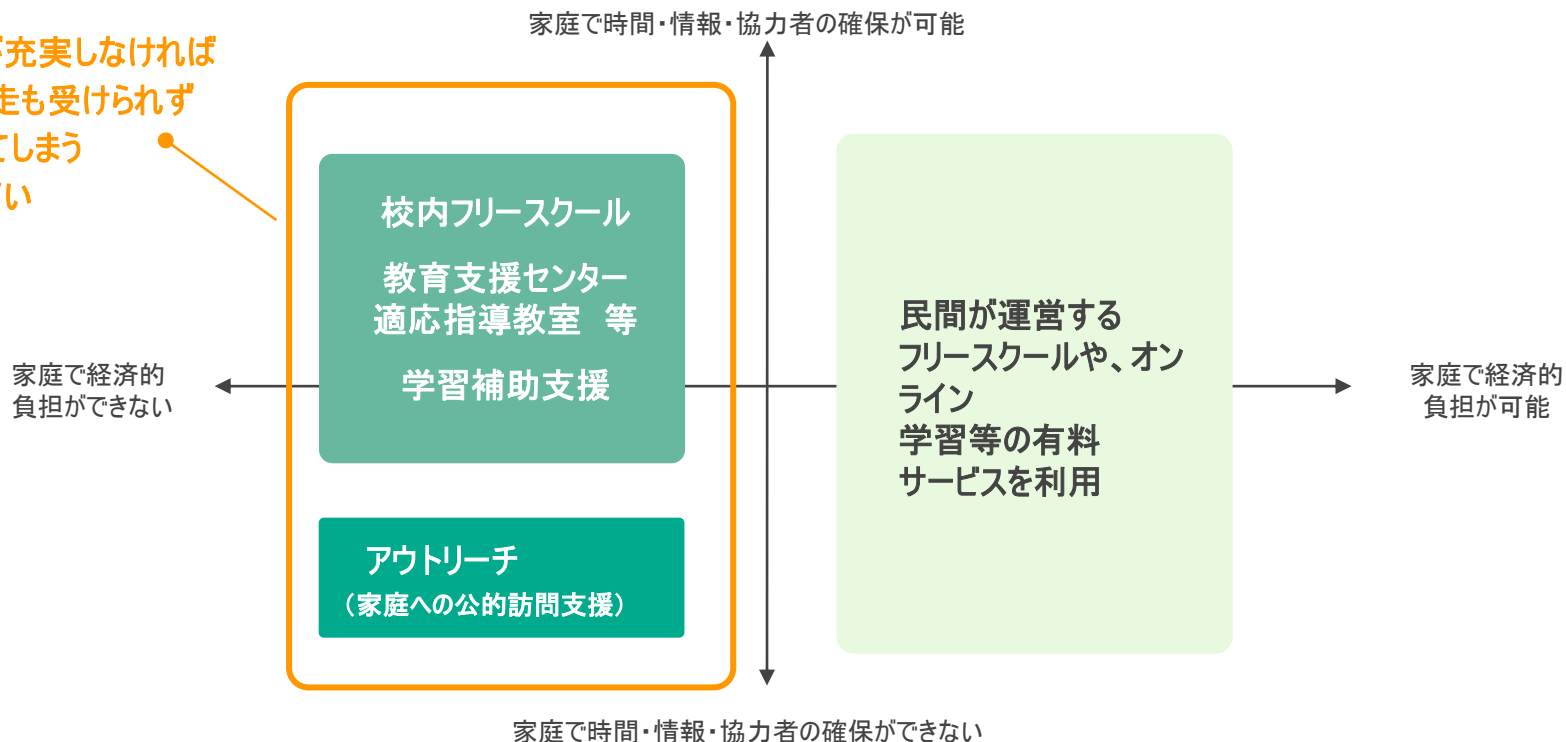 家庭で時間・情報・協力者の確保が可能
充実しなければ
走も受けられず
てしまう
い
校内フリースクール
教育支援センター
適応指導教室　等
学習補助支援
アウトリーチ
（家庭への公的訪問支援）
民間が運営する
フリースクールや、オン
ライン
学習等の有料
サービスを利用
家庭で経済的
負担ができない
家庭で経済的
負担が可能
家庭で時間・情報・協力者の確保ができない